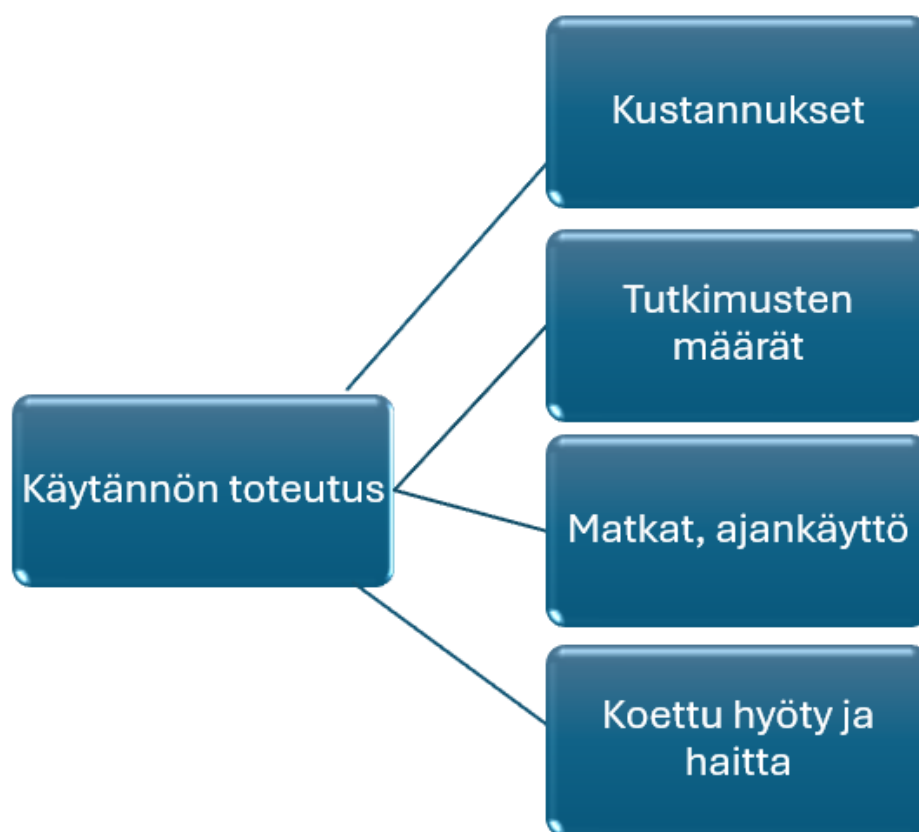 Kustannukset
Tutkimusten
määrät
Käytännön toteutus
Matkat, ajankäyttö
Koettu hyöty ja
haitta